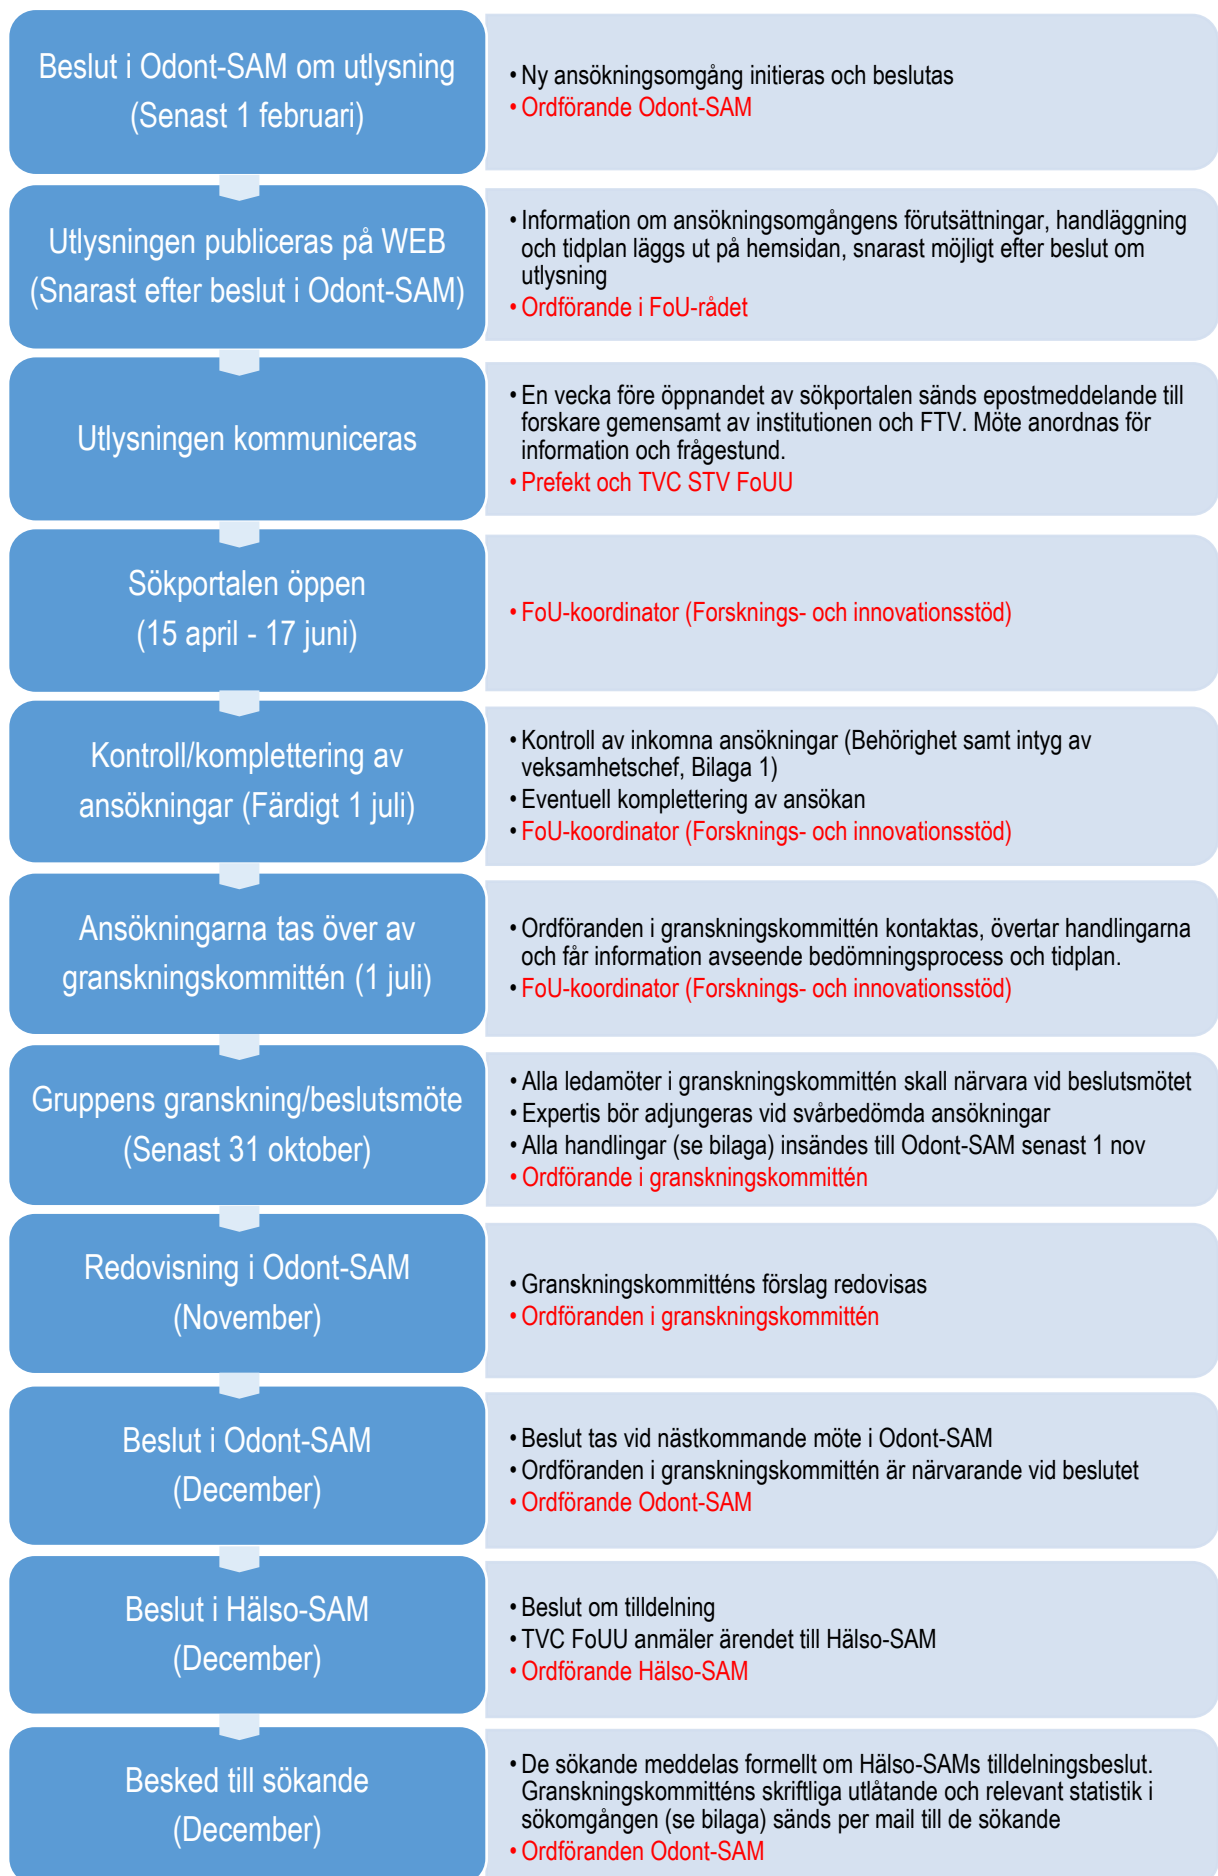 Beslut i Odont-SAM om utlysning
(Senast 1 februari)
• Ny ansökningsomgång initieras och beslutas
• Ordförande Odont-SAM
Utlysningen publiceras på WEB
(Snarast efter beslut i Odont-SAM)
• Information om ansökningsomgångens förutsättningar, handläggning
och tidplan läggs ut på hemsidan, snarast möjligt efter beslut om
utlysning
• Ordförande i FoU-rådet
Utlysningen kommuniceras
• En vecka före öppnandet av sökportalen sänds epostmeddelande till
forskare gemensamt av institutionen och FTV. Möte anordnas för
information och frågestund.
• Prefekt och TVC STV FoUU
Sökportalen öppen
(15 april - 17 juni)
• FoU-koordinator (Forsknings- och innovationsstöd)
Kontroll/komplettering av
ansökningar (Färdigt 1 juli)
• Kontroll av inkomna ansökningar (Behörighet samt intyg av
veksamhetschef, Bilaga 1)
• Eventuell komplettering av ansökan
• FoU-koordinator (Forsknings- och innovationsstöd)
Ansökningarna tas över av
granskningskommittén (1 juli)
• Ordföranden i granskningskommittén kontaktas, övertar handlingarna
och får information avseende bedömningsprocess och tidplan.
• FoU-koordinator (Forsknings- och innovationsstöd)
Gruppens granskning/beslutsmöte
(Senast 31 oktober)
• Alla ledamöter i granskningskommittén skall närvara vid beslutsmötet
• Expertis bör adjungeras vid svårbedömda ansökningar
• Alla handlingar (se bilaga) insändes till Odont-SAM senast 1 nov
• Ordförande i granskningskommittén
Redovisning i Odont-SAM
(November)
• Granskningskommitténs förslag redovisas
• Ordföranden i granskningskommittén
Beslut i Odont-SAM
(December)
• Beslut tas vid nästkommande möte i Odont-SAM
• Ordföranden i granskningskommittén är närvarande vid beslutet
• Ordförande Odont-SAM
Beslut i Hälso-SAM
(December)
• Beslut om tilldelning
• TVC FoUU anmäler ärendet till Hälso-SAM
• Ordförande Hälso-SAM
Besked till sökande
(December)
• De sökande meddelas formellt om Hälso-SAMs tilldelningsbeslut.
Granskningskommitténs skriftliga utlåtande och relevant statistik i
sökomgången (se bilaga) sänds per mail till de sökande
• Ordföranden Odont-SAM